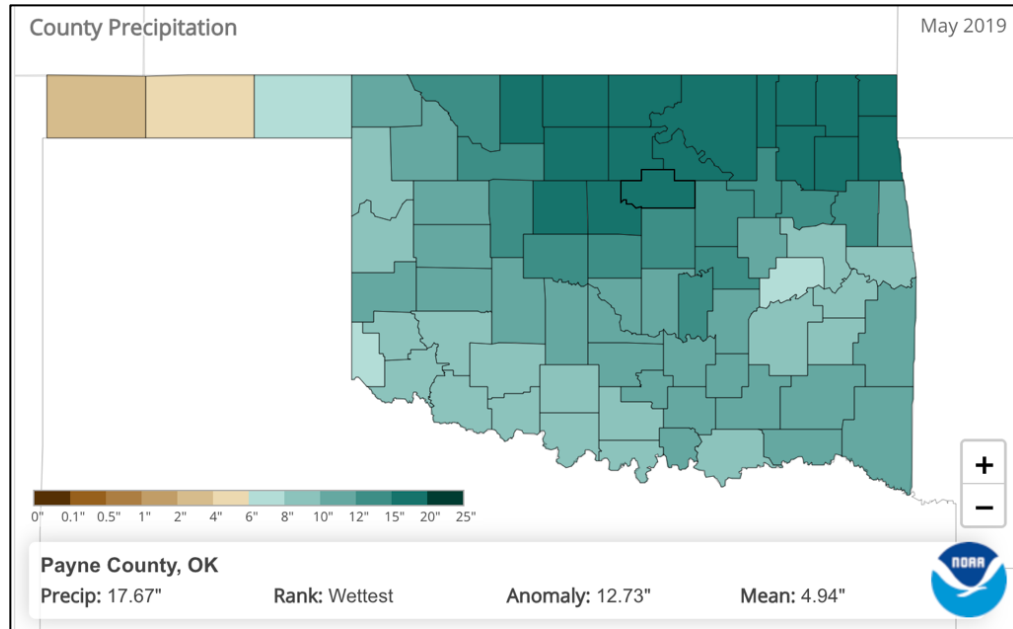 County Precipitation
May 2019
+
−
0" 0.1" 0.5" 1" 2" 4" 6" 8" 10" 12" 15" 20" 25"
Payne County, OK
Precip: 17.67" Rank: Wettest Anomaly: 12.73" Mean: 4.94"
NOAA